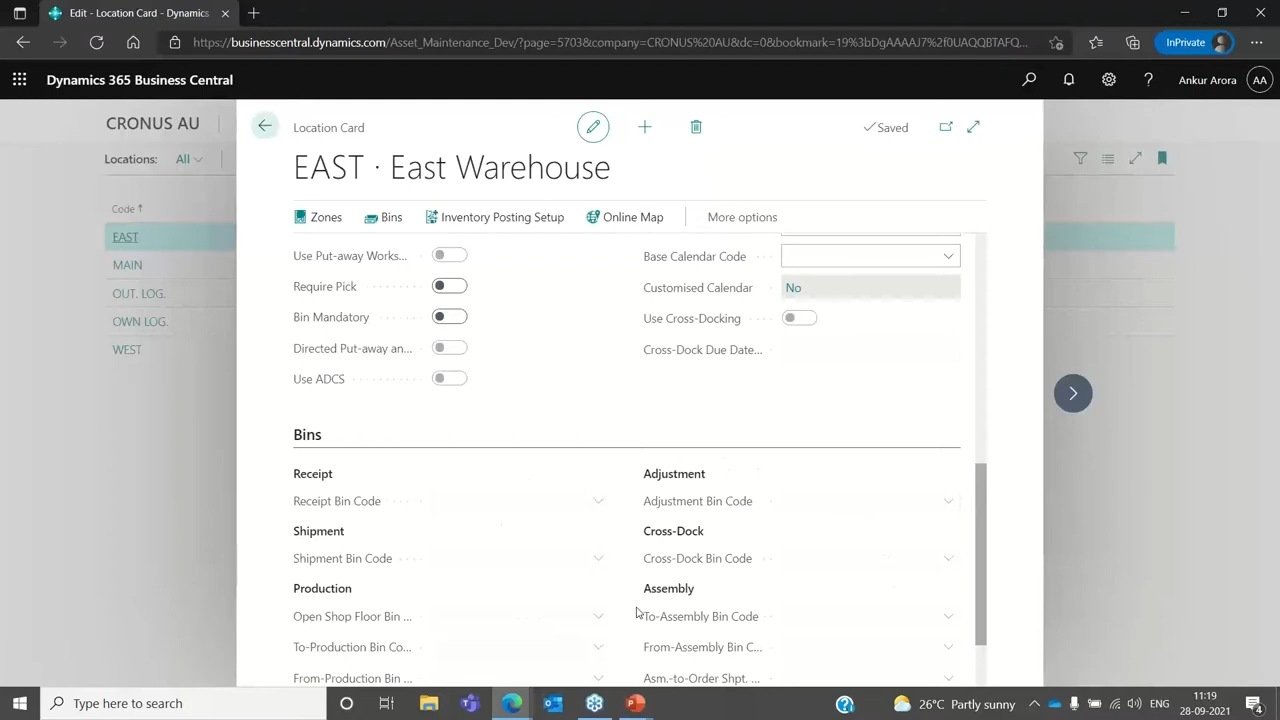 Edit - Location Card - Dynamics
https://businesscentral.dynamics.com/Asset_Maintenance_Dev/?page=5703&company=CRONUS%20AU&dc=0&bookmark=19%3bDgAAAAJ7%2f0UAQQBTAFQ...
InPrivate
Dynamics 365 Business Central
Ankur Arora
AA
CRONUS AU
Locations: All
Code ↑
EAST
MAIN
OUT. LOG.
OWN LOG.
WEST
Location Card
Saved
EAST · East Warehouse
Zones
Bins
Inventory Posting Setup
Online Map
More options
Use Put-away Works...
Require Pick
Bin Mandatory
Directed Put-away an...
Use ADCS
Base Calendar Code
Customised Calendar No
Use Cross-Docking
Cross-Dock Due Date...
Bins
Receipt
Receipt Bin Code
Shipment
Shipment Bin Code
Production
Open Shop Floor Bin ...
To-Production Bin Co...
From-Production Bin ...
Adjustment
Adjustment Bin Code
Cross-Dock
Cross-Dock Bin Code
Assembly
To-Assembly Bin Code
From-Assembly Bin C...
Asm.-to-Order Shpt. ...
Type here to search
26°C Partly sunny
ENG
11:19
28-09-2021
4